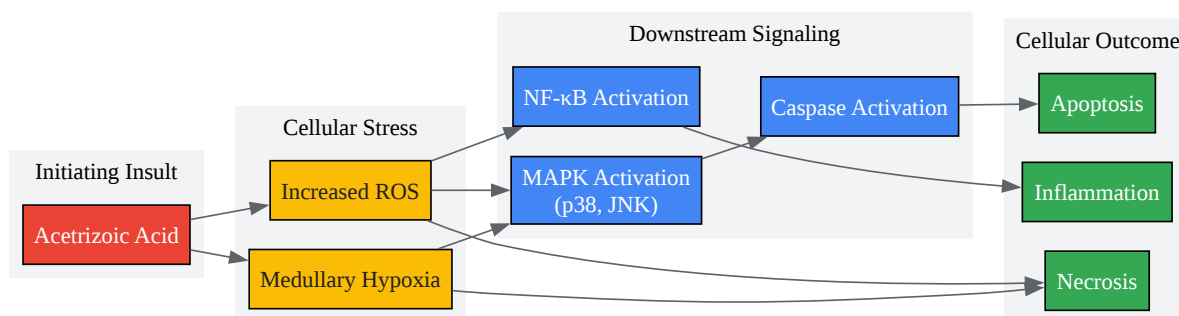 Initiating Insult
Acetrizoic Acid
Cellular Stress
Increased ROS
Medullary Hypoxia
Downstream Signaling
NF-κB Activation
MAPK Activation
(p38, JNK)
Caspase Activation
Cellular Outcome
Apoptosis
Inflammation
Necrosis